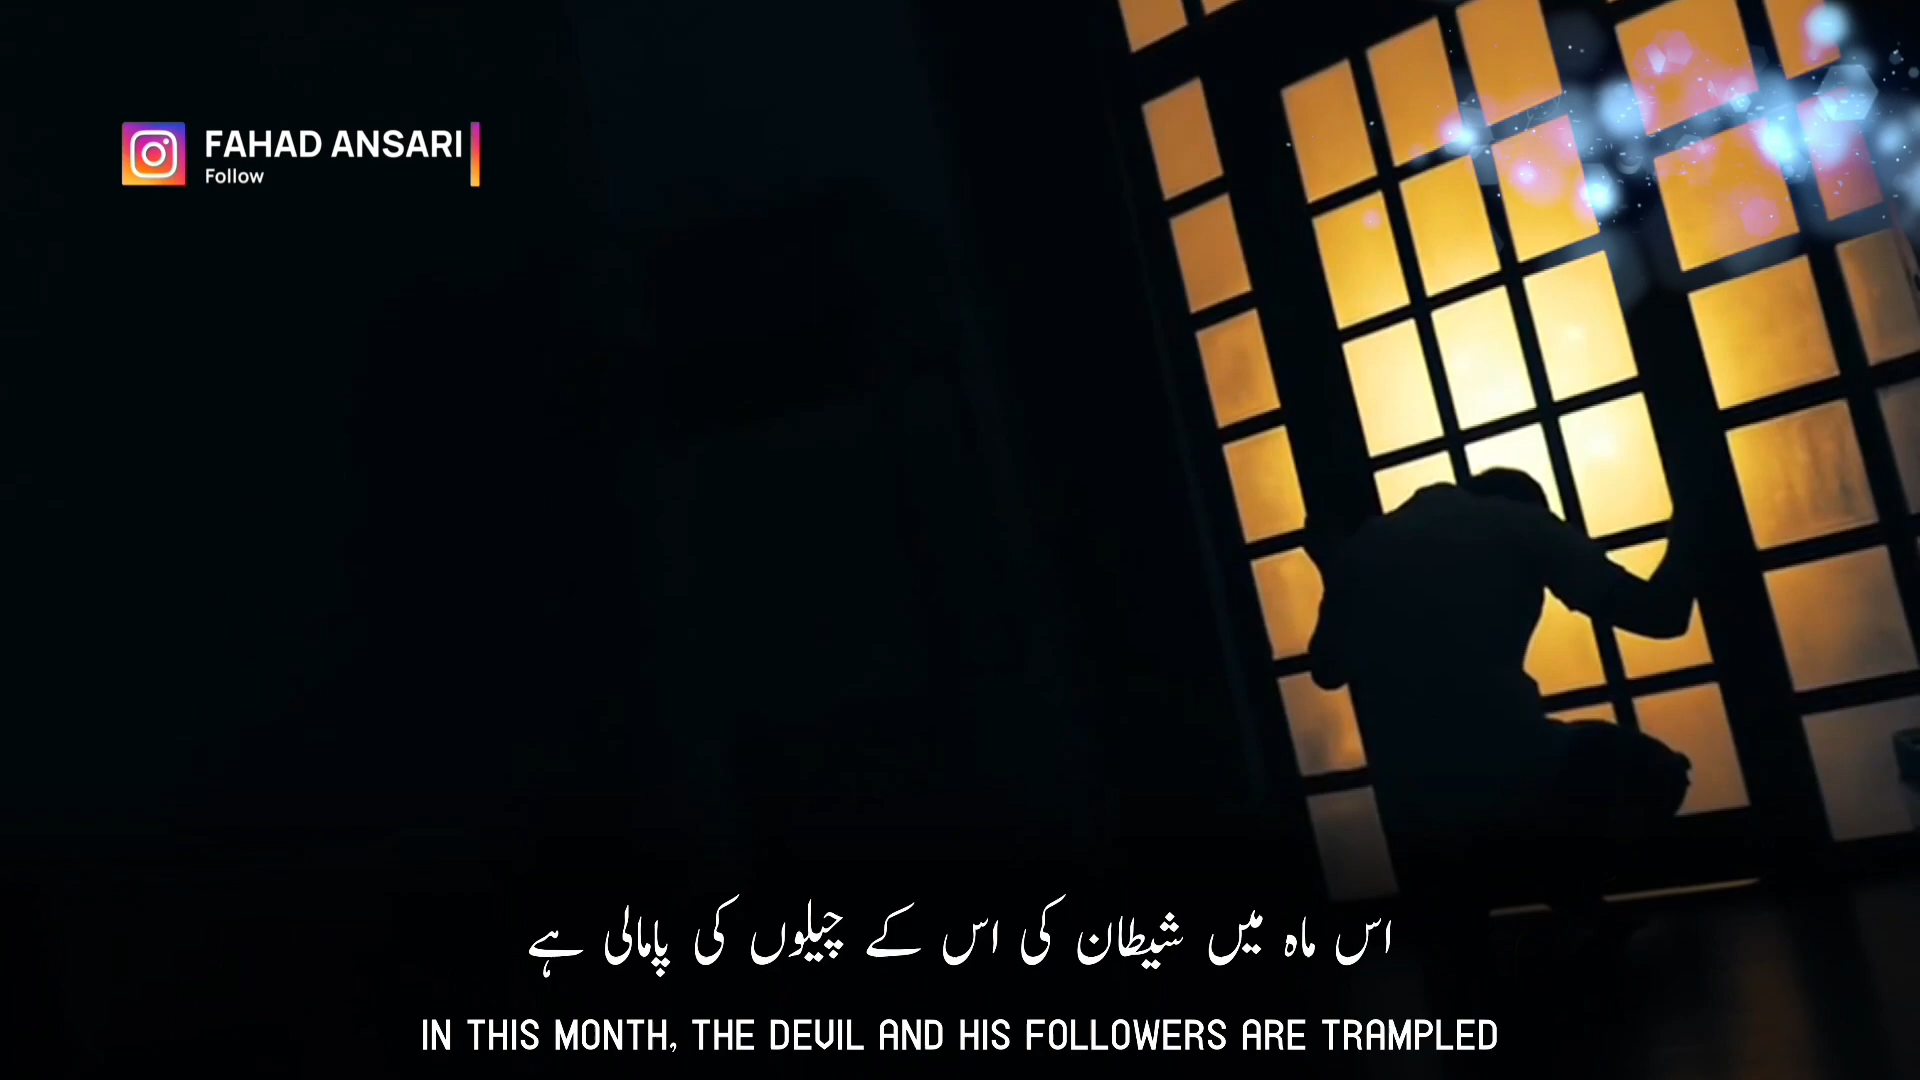 FAHAD ANSARI
Follow
اس ماہ میں شیطان کی اس کے چیلوں کی پامالی ہے
IN THIS MONTH, THE DEVIL AND HIS FOLLOWERS ARE TRAMPLED